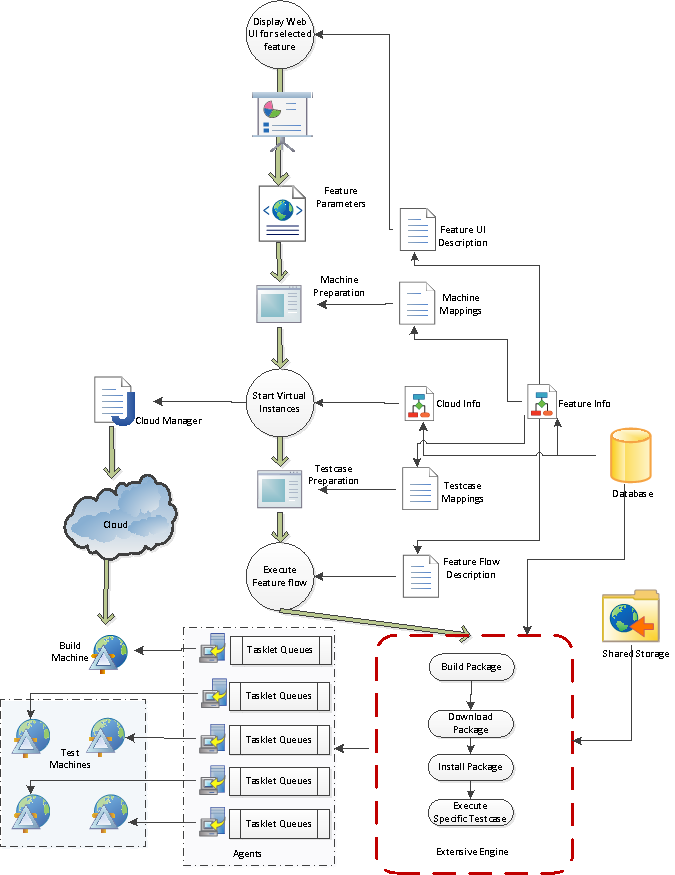 Display Web
UI for selected
feature
Feature
Parameters
Feature UI
Description
Machine
Preparation
Machine
Mappings
Start Virtual
Instances
Cloud Manager
Cloud Info
Feature Info
Testcase
Preparation
Testcase
Mappings
Database
Cloud
Execute
Feature flow
Feature Flow
Description
Build
Machine
Tasklet Queues
Shared Storage
Build Package
Tasklet Queues
Download
Package
Test
Machines
Tasklet Queues
Install Package
Tasklet Queues
Execute
Specific Testcase
Tasklet Queues
Agents
Extensive Engine